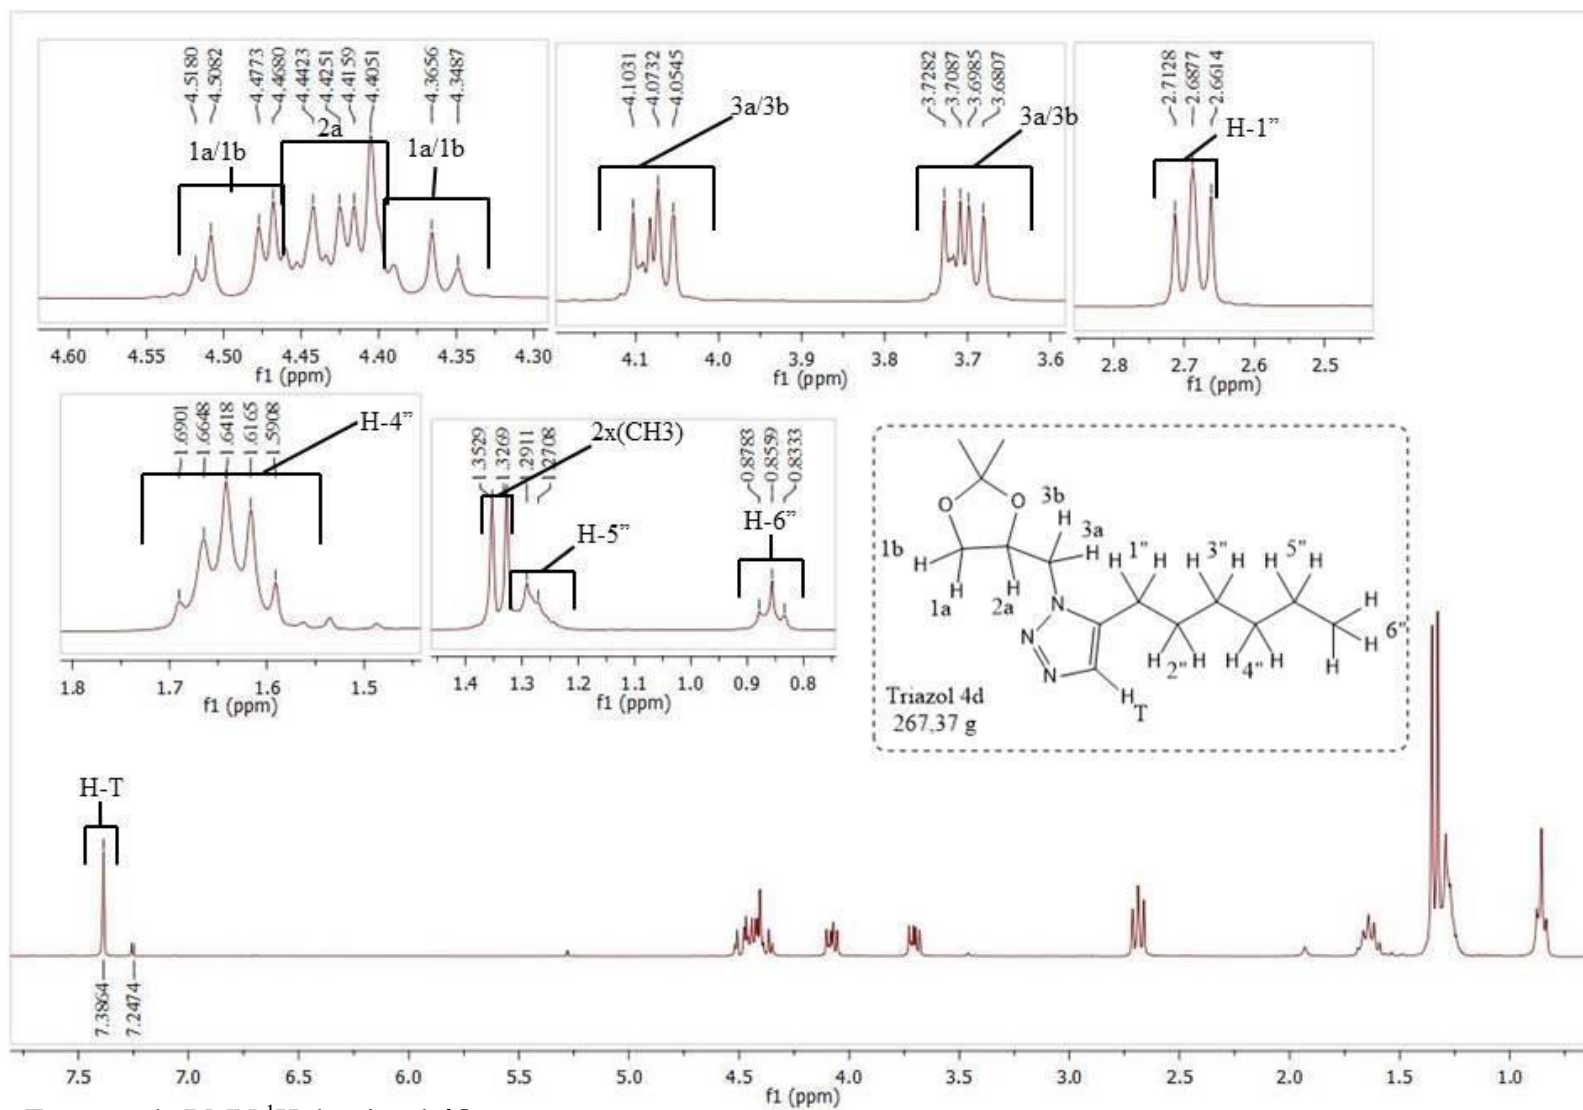 4.5180
4.5082
4.4773
4.4680
4.4423
4.4251
4.4159
4.4051
4.3656
4.3487
1a/1b
2a
1a/1b
4.60 4.55 4.50 4.45 4.40 4.35 4.30
f1 (ppm)
4.1031
4.0732
4.0545
3.7282
3.7087
3.6985
3.6807
3a/3b
3a/3b
4.1 4.0 3.9 3.8 3.7 3.6
f1 (ppm)
2.7128
2.6877
2.6614
H-1”
2.8 2.7 2.6 2.5
f1 (ppm)
1.6901
1.6648
1.6418
1.6165
1.5908
H-4”
1.8 1.7 1.6 1.5
f1 (ppm)
1.3529
1.3269
1.2911
1.2708
0.8783
0.8559
0.8333
2x(CH3)
H-5”
H-6”
1.4 1.3 1.2 1.1 1.0 0.9 0.8
f1 (ppm)
O O
3b
H
3a
H
1b
H
H
1a
H
2a
1"
H H
3"
H H
5"
H H
H
6"
H
H
H H
2"
H H
4"
N
N
N
H
T
Triazol 4d
267,37 g
H-T
7.3864
7.2474
7.5 7.0 6.5 6.0 5.5 5.0 4.5 4.0 3.5 3.0 2.5 2.0 1.5 1.0
f1 (ppm)